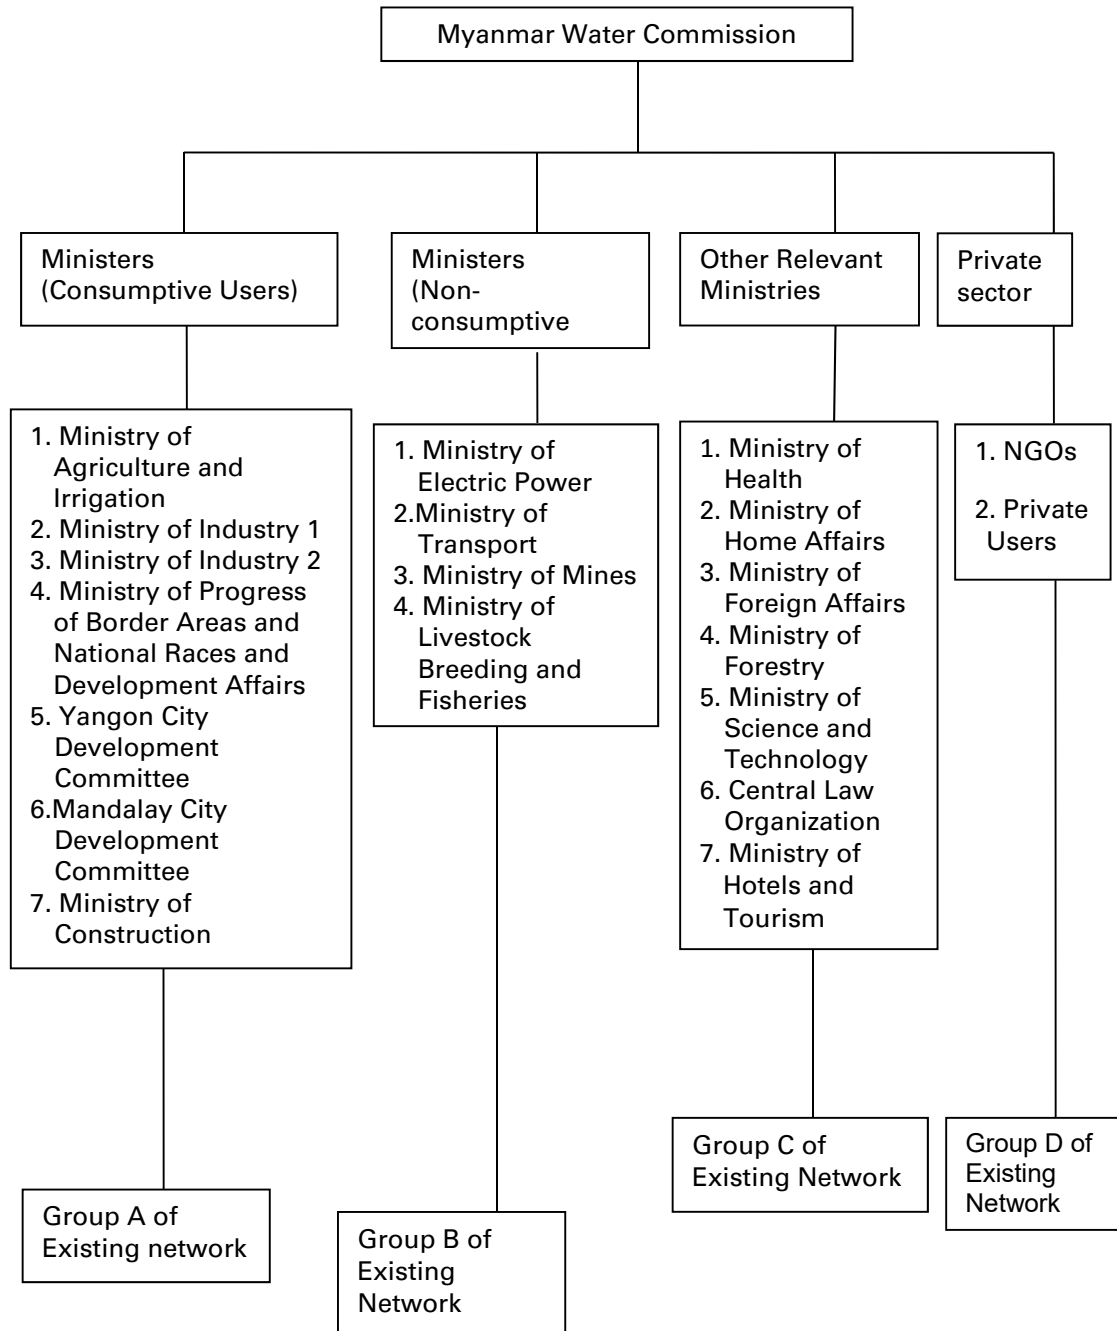 Myanmar Water Commission
Ministers
(Consumptive Users)
Ministers
(Non-
consumptive
Other Relevant
Ministries
Private
sector
1. Ministry of
Agriculture and
Irrigation
2. Ministry of Industry 1
3. Ministry of Industry 2
4. Ministry of Progress
of Border Areas and
National Races and
Development Affairs
5. Yangon City
Development
Committee
6.Mandalay City
Development
Committee
7. Ministry of
Construction
1. Ministry of
Electric Power
2.Ministry of
Transport
3. Ministry of Mines
4. Ministry of
Livestock
Breeding and
Fisheries
1. Ministry of
Health
2. Ministry of
Home Affairs
3. Ministry of
Foreign Affairs
4. Ministry of
Forestry
5. Ministry of
Science and
Technology
6. Central Law
Organization
7. Ministry of
Hotels and
Tourism
1. NGOs
2. Private
Users
Group A of
Existing network
Group B of
Existing
Network
Group C of
Existing Network
Group D of
Existing
Network